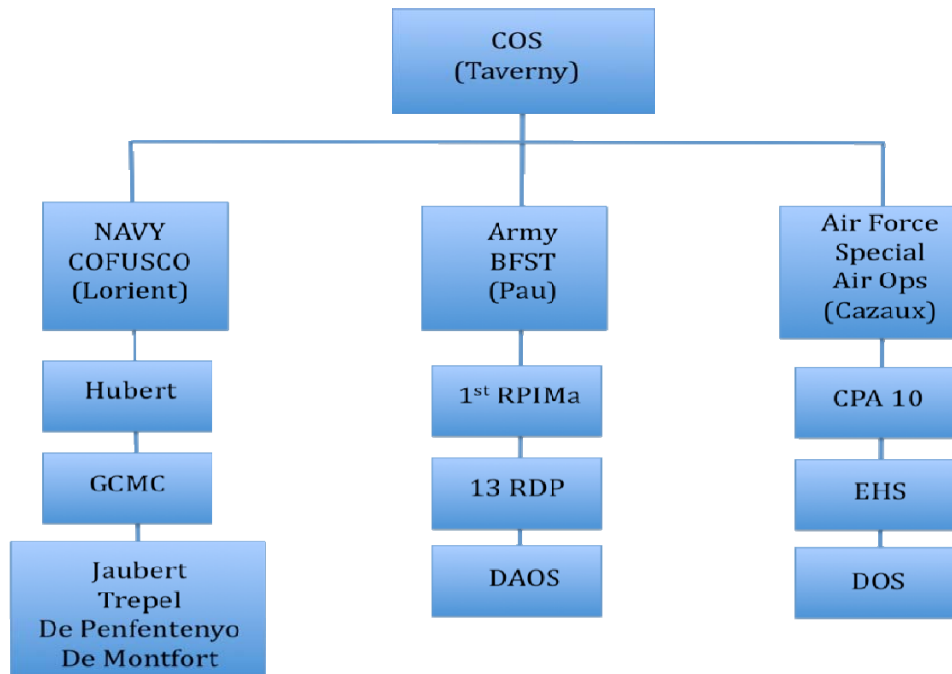 COS
(Taverny)
NAVY
COFUSCO
(Lorient)
Hubert
GCMC
Jaubert
Trepel
De Penfentenyo
De Montfort
Army
BFST
(Pau)
1st RPIMa
13 RDP
DAOS
Air Force
Special
Air Ops
(Cazaux)
CPA 10
EHS
DOS